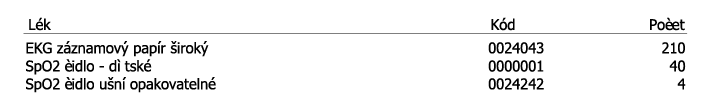 Lék Kód Poèet
EKG záznamový papír široký 0024043 210
SpO2 èidlo - dì tské 0000001 40
SpO2 èidlo ušní opakovatelné 0024242 4